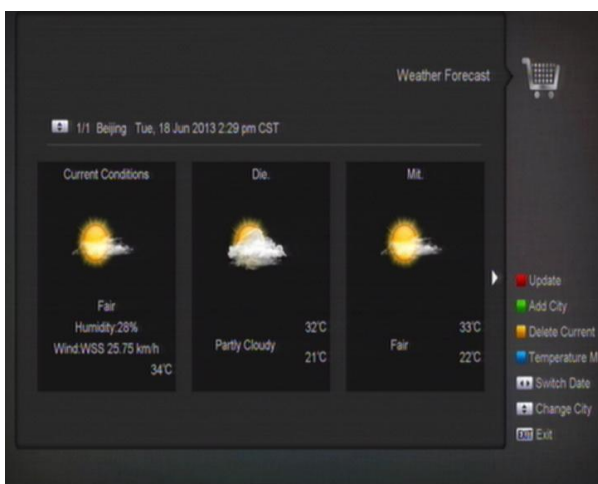 Weather Forecast
1/1 Beijing Tue, 18 Jun 2013 2:29 pm CST
Current Conditions
Fair
Humidity:28%
Wind:WSS 25.75 km/h
34°C
Die.
32°C
Partly Cloudy
21°C
Mit.
33°C
Fair
22°C
Update
Add City
Delete Current
Temperature M
Switch Date
Change City
EXIT Exit